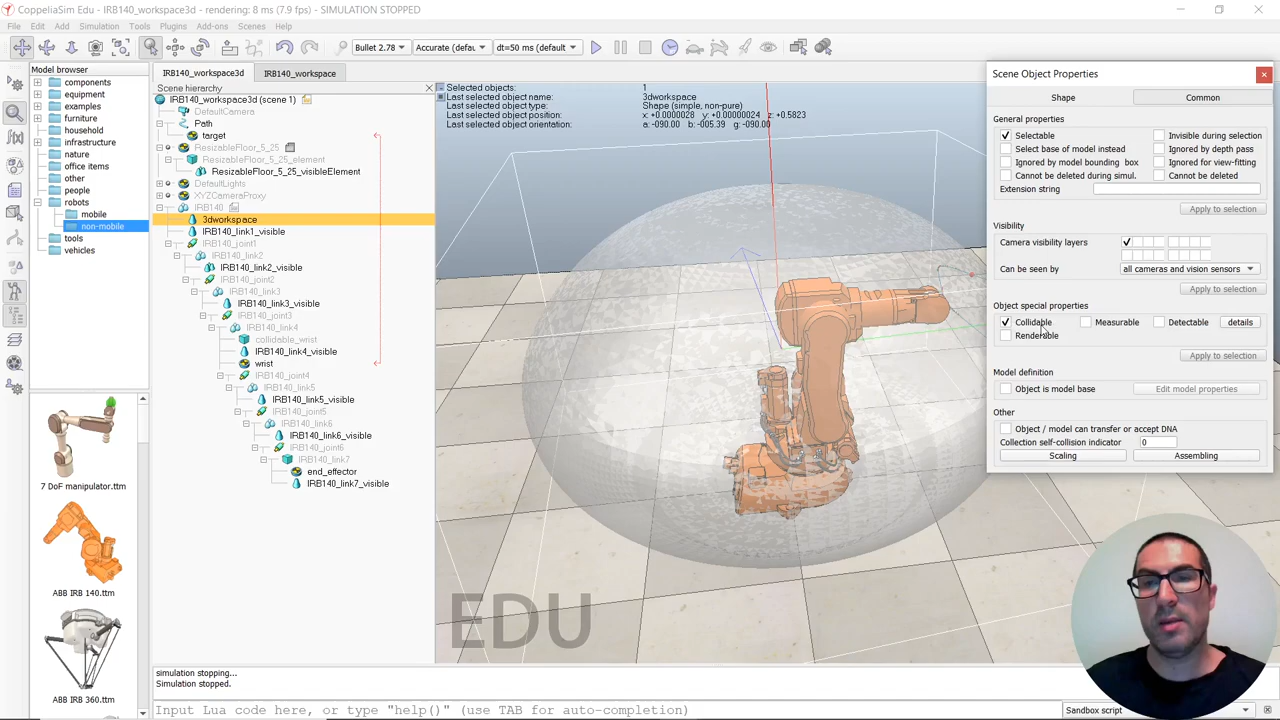 CoppeliaSim Edu - IRB140_workspace3d - rendering: 8 ms (7.9 fps) - SIMULATION STOPPED
File Edit Add Simulation Tools Plugins Add-ons Scenes Help
Bullet 2.78 Accurate (defau dt=50 ms (default)
Model browser
components
equipment
examples
furniture
household
infrastructure
nature
office items
other
people
robots
mobile
non-mobile
tools
vehicles
7 DoF manipulator.ttm
ABB IRB 140.ttm
ABB IRB 360.ttm
IRB140_workspace3d IRB140_workspace
Scene hierarchy
IRB140_workspace3d (scene 1)
DefaultCamera
Path
target
ResizableFloor_5_25
ResizableFloor_5_25_element
ResizableFloor_5_25_visibleElement
DefaultLights
XYZCameraProxy
IRB140
3dworkspace
IRB140_link1_visible
IRB140_joint1
IRB140_link2
IRB140_link2_visible
IRB140_joint2
IRB140_link3
IRB140_link3_visible
IRB140_joint3
IRB140_link4
collidable_wrist
IRB140_link4_visible
wrist
IRB140_joint4
IRB140_link5
IRB140_link5_visible
IRB140_joint5
IRB140_link6
IRB140_link6_visible
IRB140_joint6
IRB140_link7
end_effector
IRB140_link7_visible
Selected objects: 1
Last selected object name: 3dworkspace
Last selected object type: Shape (simple, non-pure)
Last selected object position: x: +0.0000028 y: +0.00000024 z: +0.5823
Last selected object orientation: a: -090.00 b: -005.39 g: -090.00
EDU
Scene Object Properties
Shape Common
General properties
Selectable Invisible during selection
Select base of model instead Ignored by depth pass
Ignored by model bounding box Ignored for view-fitting
Cannot be deleted during simul. Cannot be deleted
Extension string
Apply to selection
Visibility
Camera visibility layers
Can be seen by all cameras and vision sensors
Apply to selection
Object special properties
Collidable Measurable Detectable details
Renderable
Apply to selection
Model definition
Object is model base Edit model properties
Other
Object / model can transfer or accept DNA
Collection self-collision indicator 0
Scaling Assembling
simulation stopping...
Simulation stopped.
Input Lua code here, or type "help()" (use TAB for auto-completion) Sandbox script